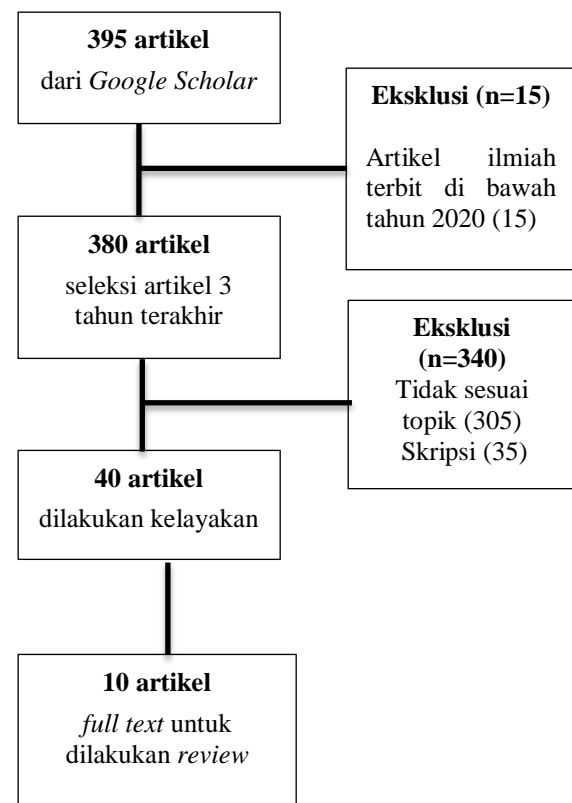 395 artikel
dari Google Scholar
Eksklusi (n=15)
Artikel ilmiah
terbit di bawah
tahun 2020 (15)
380 artikel
seleksi artikel 3
tahun terakhir
Eksklusi
(n=340)
Tidak sesuai
topik (305)
Skripsi (35)
40 artikel
dilakukan kelayakan
10 artikel
full text untuk
dilakukan review